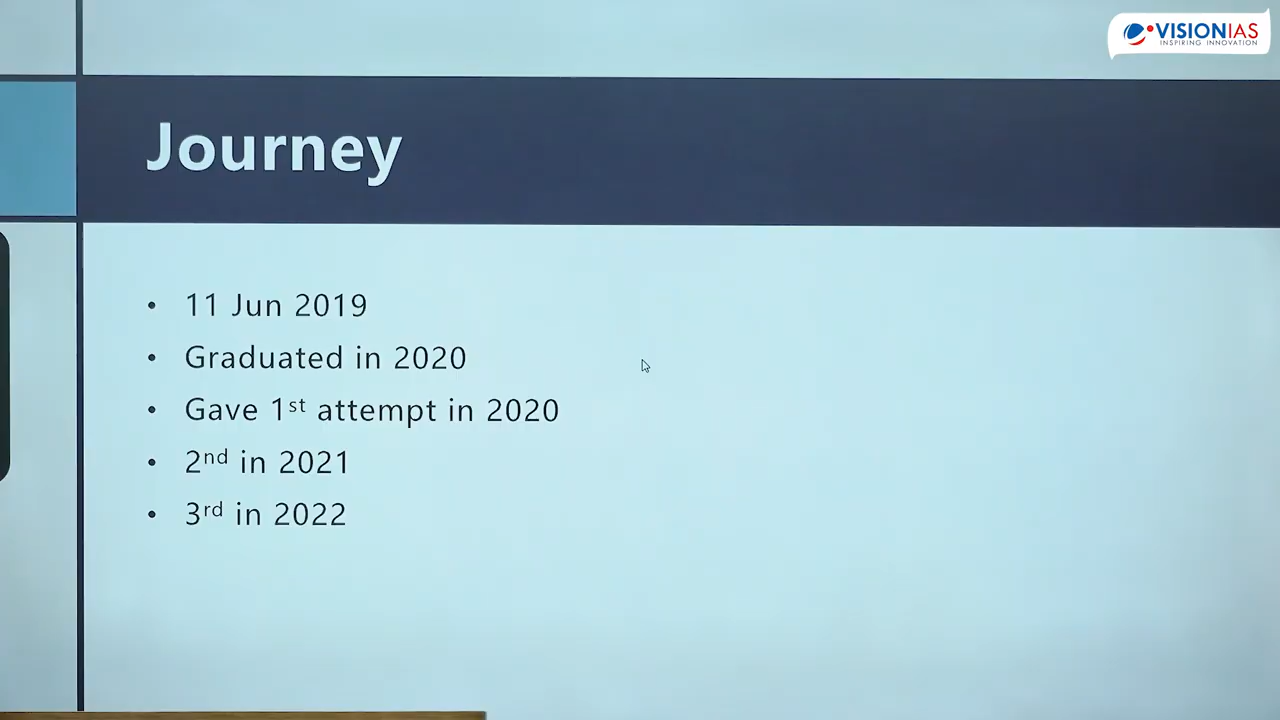 VISIONIAS
INSPIRING INNOVATION
Journey
• 11 Jun 2019
• Graduated in 2020
• Gave 1st attempt in 2020
• 2nd in 2021
• 3rd in 2022